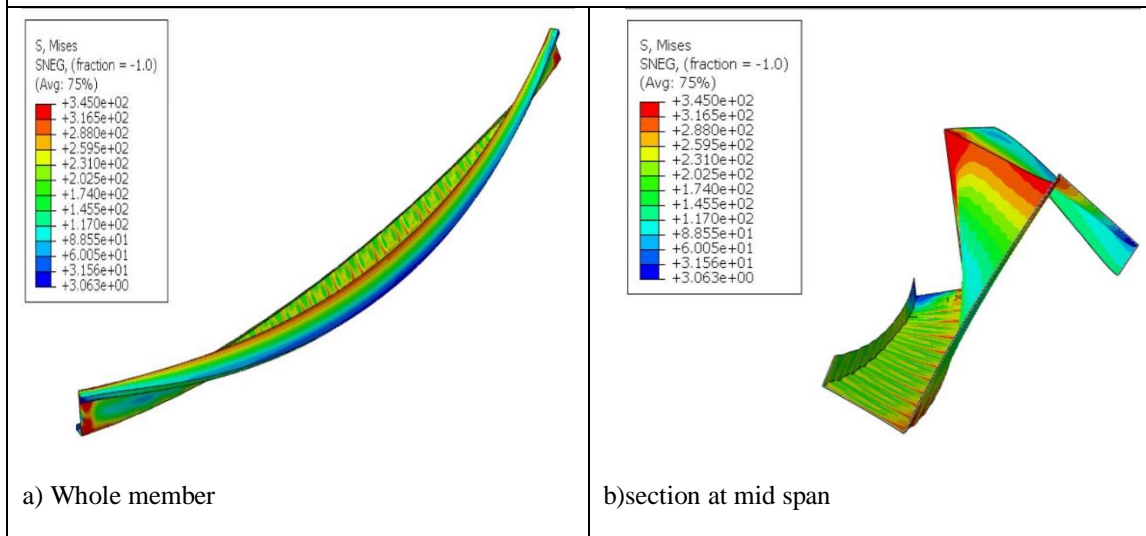 S, Mises
SNEG, (fraction = -1.0)
(Avg: 75%)
+3.450e+02
+3.165e+02
+2.880e+02
+2.595e+02
+2.310e+02
+2.025e+02
+1.740e+02
+1.455e+02
+1.170e+02
+8.855e+01
+6.005e+01
+3.156e+01
+3.063e+00
a) Whole member
S, Mises
SNEG, (fraction = -1.0)
(Avg: 75%)
+3.450e+02
+3.165e+02
+2.880e+02
+2.595e+02
+2.310e+02
+2.025e+02
+1.740e+02
+1.455e+02
+1.170e+02
+8.855e+01
+6.005e+01
+3.156e+01
+3.063e+00
b)section at mid span